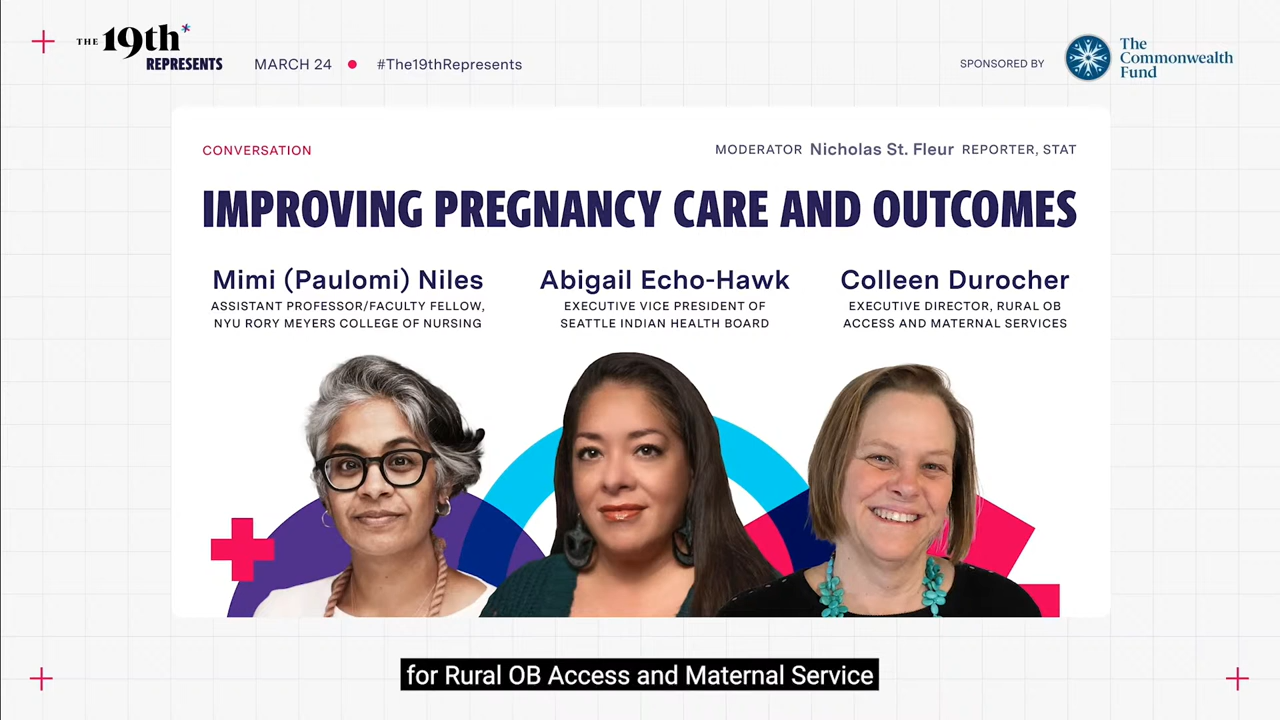 THE 19th*
REPRESENTS
MARCH 24 ● #The19thRepresents
SPONSORED BY
The
Commonwealth
Fund
CONVERSATION
MODERATOR Nicholas St. Fleur REPORTER, STAT
IMPROVING PREGNANCY CARE AND OUTCOMES
Mimi (Paulomi) Niles
ASSISTANT PROFESSOR/FACULTY FELLOW,
NYU RORY MEYERS COLLEGE OF NURSING
Abigail Echo-Hawk
EXECUTIVE VICE PRESIDENT OF
SEATTLE INDIAN HEALTH BOARD
Colleen Durocher
EXECUTIVE DIRECTOR, RURAL OB
ACCESS AND MATERNAL SERVICES
for Rural OB Access and Maternal Service